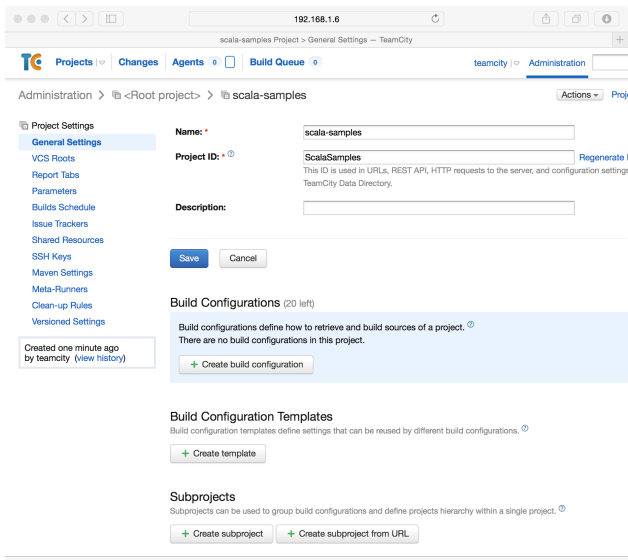 192.168.1.6
scala-samples Project > General Settings — TeamCity
TC Projects Changes Agents 0 Build Queue 0 teamcity Administration
Administration > <Root project> > scala-samples Actions
Project Settings
General Settings
VCS Roots
Report Tabs
Parameters
Builds Schedule
Issue Trackers
Shared Resources
SSH Keys
Maven Settings
Meta-Runners
Clean-up Rules
Versioned Settings
Created one minute ago
by teamcity (view history)
Name: * scala-samples
Project ID: * ScalaSamples Regenerate
This ID is used in URLs, REST API, HTTP requests to the server, and configuration settings
TeamCity Data Directory.
Description:
Save Cancel
Build Configurations (20 left)
Build configurations define how to retrieve and build sources of a project.
There are no build configurations in this project.
+ Create build configuration
Build Configuration Templates
Build configuration templates define settings that can be reused by different build configurations.
+ Create template
Subprojects
Subprojects can be used to group build configurations and define projects hierarchy within a single project.
+ Create subproject + Create subproject from URL